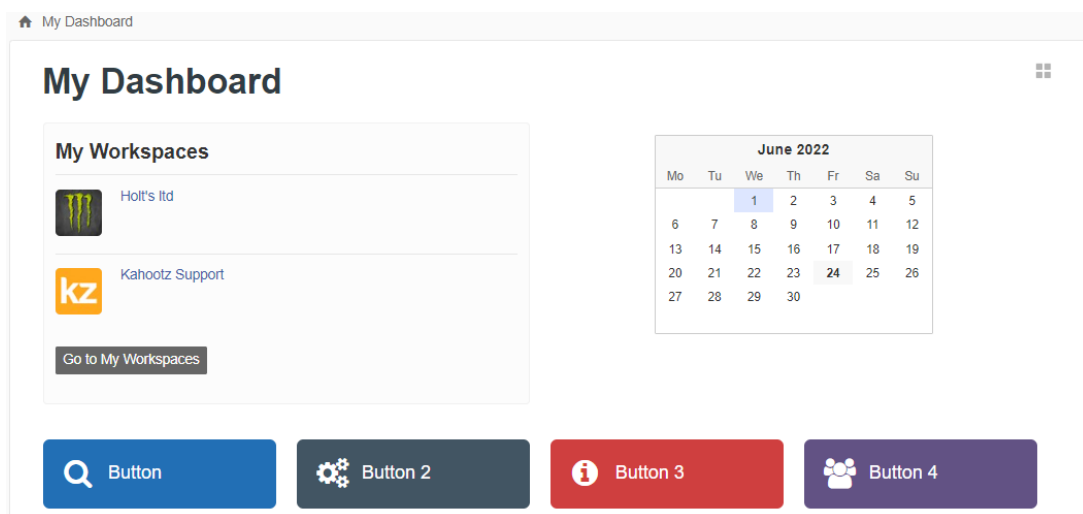 My Dashboard
My Dashboard
My Workspaces
Holt's ltd
kz
Kahootz Support
Go to My Workspaces
June 2022
Mo Tu We Th Fr Sa Su
1 2 3 4 5
6 7 8 9 10 11 12
13 14 15 16 17 18 19
20 21 22 23 24 25 26
27 28 29 30
Button
Button 2
Button 3
Button 4